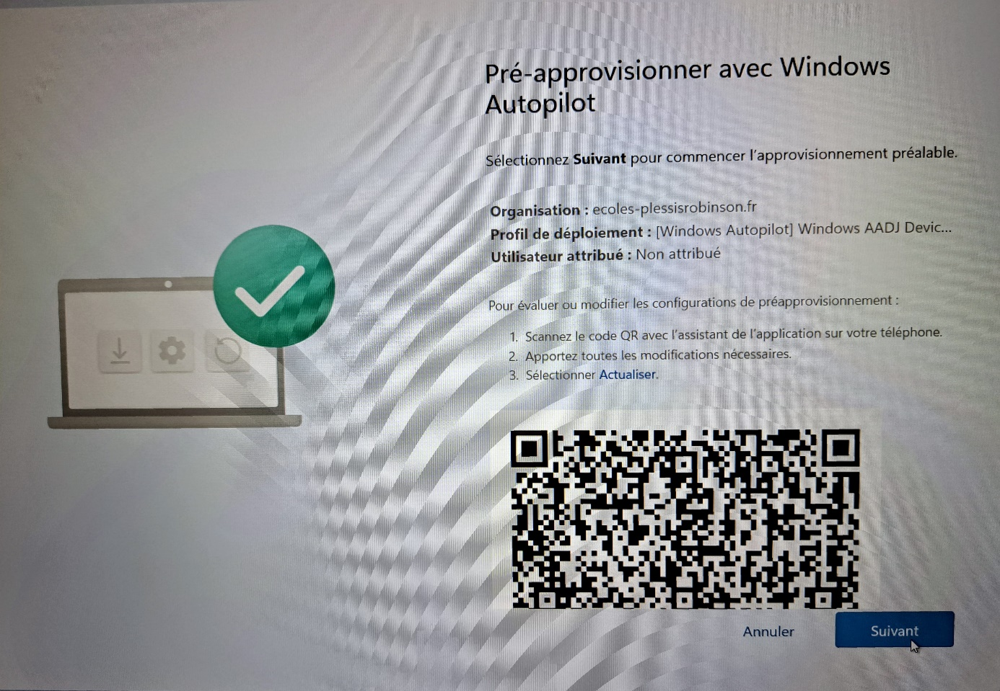 Pré-approvisionner avec Windows
Autopilot
Sélectionnez Suivant pour commencer l'approvisionnement préalable.
Organisation : ecoles-plessisrobinson.fr
Profil de déploiement : [Windows Autopilot] Windows AADJ Devic...
Utilisateur attribué : Non attribué
Pour évaluer ou modifier les configurations de préapprovisionnement :
1. Scannez le code QR avec l'assistant de l'application sur votre téléphone.
2. Apportez toutes les modifications nécessaires.
3. Sélectionner Actualiser.
Annuler
Suivant